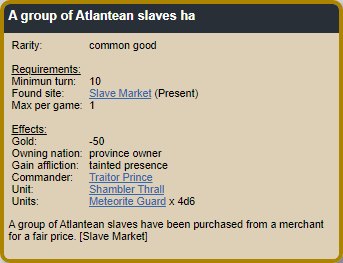 A group of Atlantean slaves ha
Rarity: common good
Requirements:
Minimun turn: 10
Found site: Slave Market (Present)
Max per game: 1
Effects:
Gold: -50
Owning nation: province owner
Gain affliction: tainted presence
Commander: Traitor Prince
Unit: Shambler Thrall
Units: Meteorite Guard x 4d6
A group of Atlantean slaves have been purchased from a merchant
for a fair price. [Slave Market]